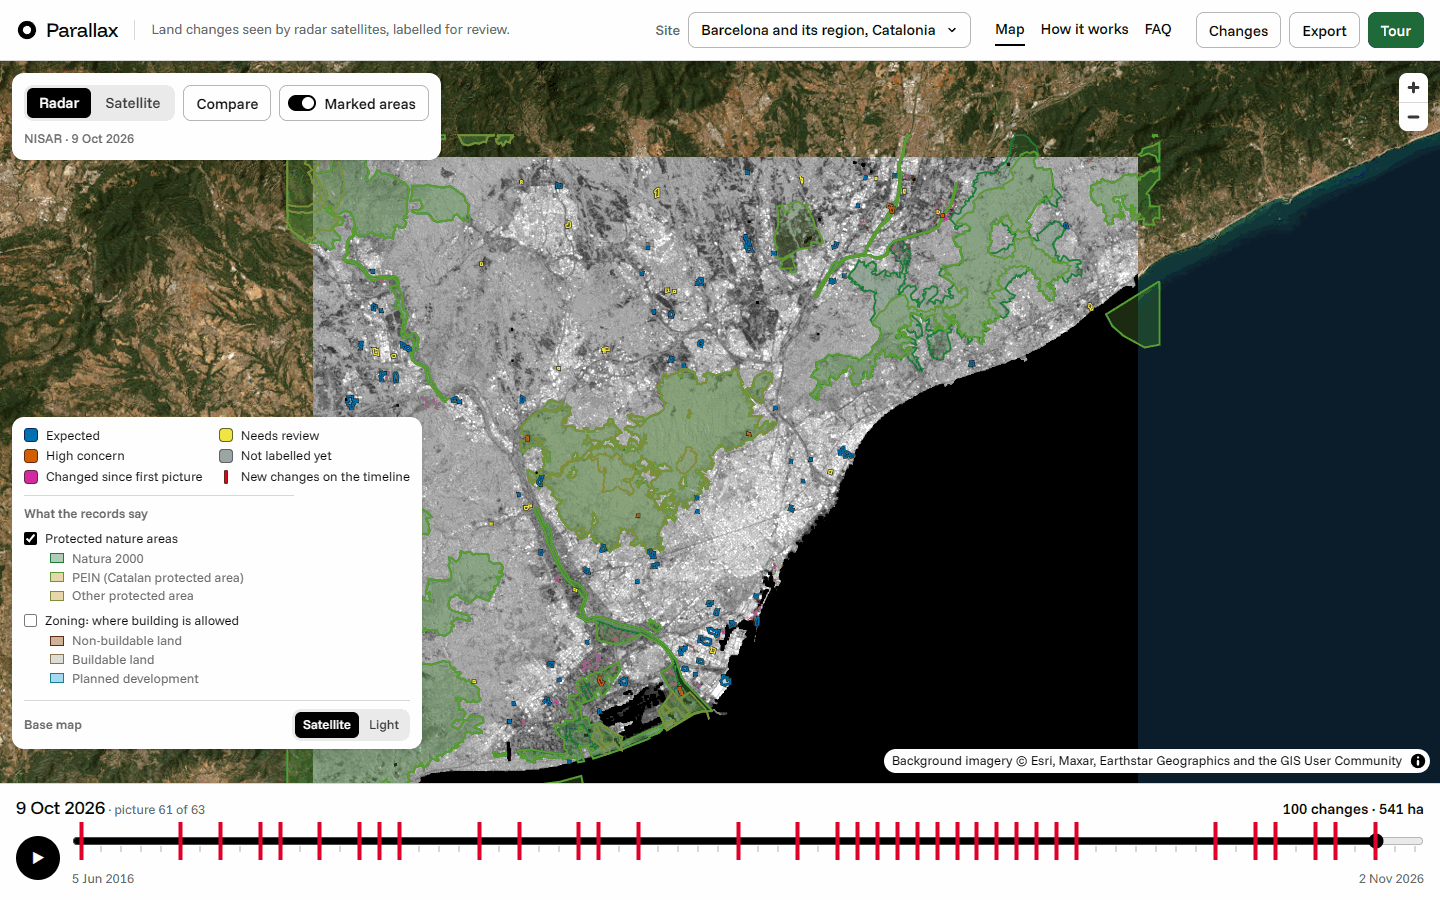 Parallax
Land changes seen by radar satellites, labelled for review.
Site
Barcelona and its region, Catalonia
Map
How it works
FAQ
Changes
Export
Tour
Radar
Satellite
Compare
Marked areas
NISAR · 9 Oct 2026
+
−
Expected
Needs review
High concern
Not labelled yet
Changed since first picture
New changes on the timeline
What the records say
Protected nature areas
Natura 2000
PEIN (Catalan protected area)
Other protected area
Zoning: where building is allowed
Non-buildable land
Buildable land
Planned development
Base map
Satellite
Light
Background imagery © Esri, Maxar, Earthstar Geographics and the GIS User Community
9 Oct 2026 · picture 61 of 63
100 changes · 541 ha
5 Jun 2016
2 Nov 2026